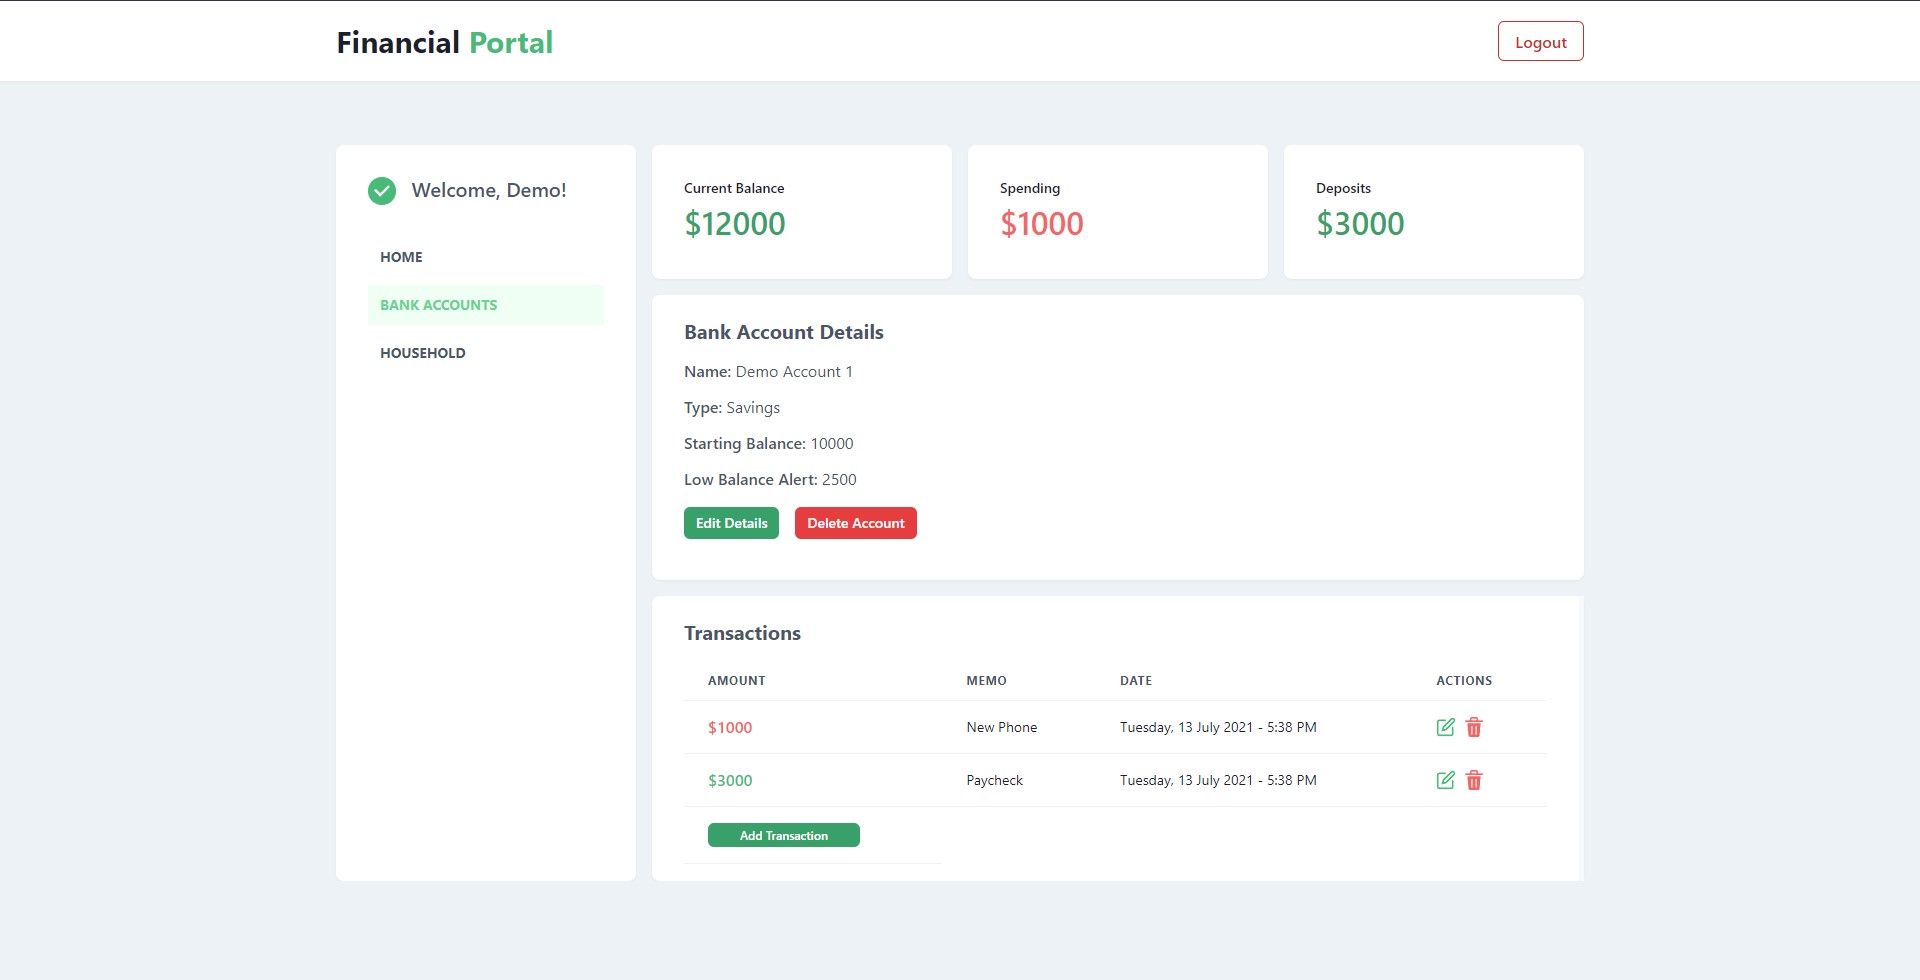 Financial Portal
Logout
Welcome, Demo!
HOME
BANK ACCOUNTS
HOUSEHOLD
Current Balance
$12000
Spending
$1000
Deposits
$3000
Bank Account Details
Name: Demo Account 1
Type: Savings
Starting Balance: 10000
Low Balance Alert: 2500
Edit Details Delete Account
Transactions
AMOUNT MEMO DATE ACTIONS
$1000 New Phone Tuesday, 13 July 2021 - 5:38 PM
$3000 Paycheck Tuesday, 13 July 2021 - 5:38 PM
Add Transaction